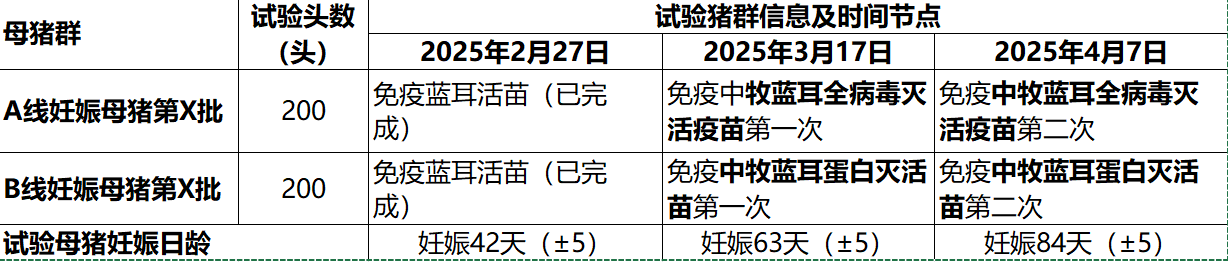 母猪群
试验头数
（头）
试验猪群信息及时间节点
2025年2月27日
2025年3月17日
2025年4月7日
A线妊娠母猪第X批
200
免疫蓝耳活苗（已完
成）
免疫中牧蓝耳全病毒灭
活疫苗第一次
免疫中牧蓝耳全病毒灭
活疫苗第二次
B线妊娠母猪第X批
200
免疫蓝耳活苗（已完
成）
免疫中牧蓝耳蛋白灭活
苗第一次
免疫中牧蓝耳蛋白灭活
苗第二次
试验母猪妊娠日龄
妊娠42天（±5）
妊娠63天（±5）
妊娠84天（±5）